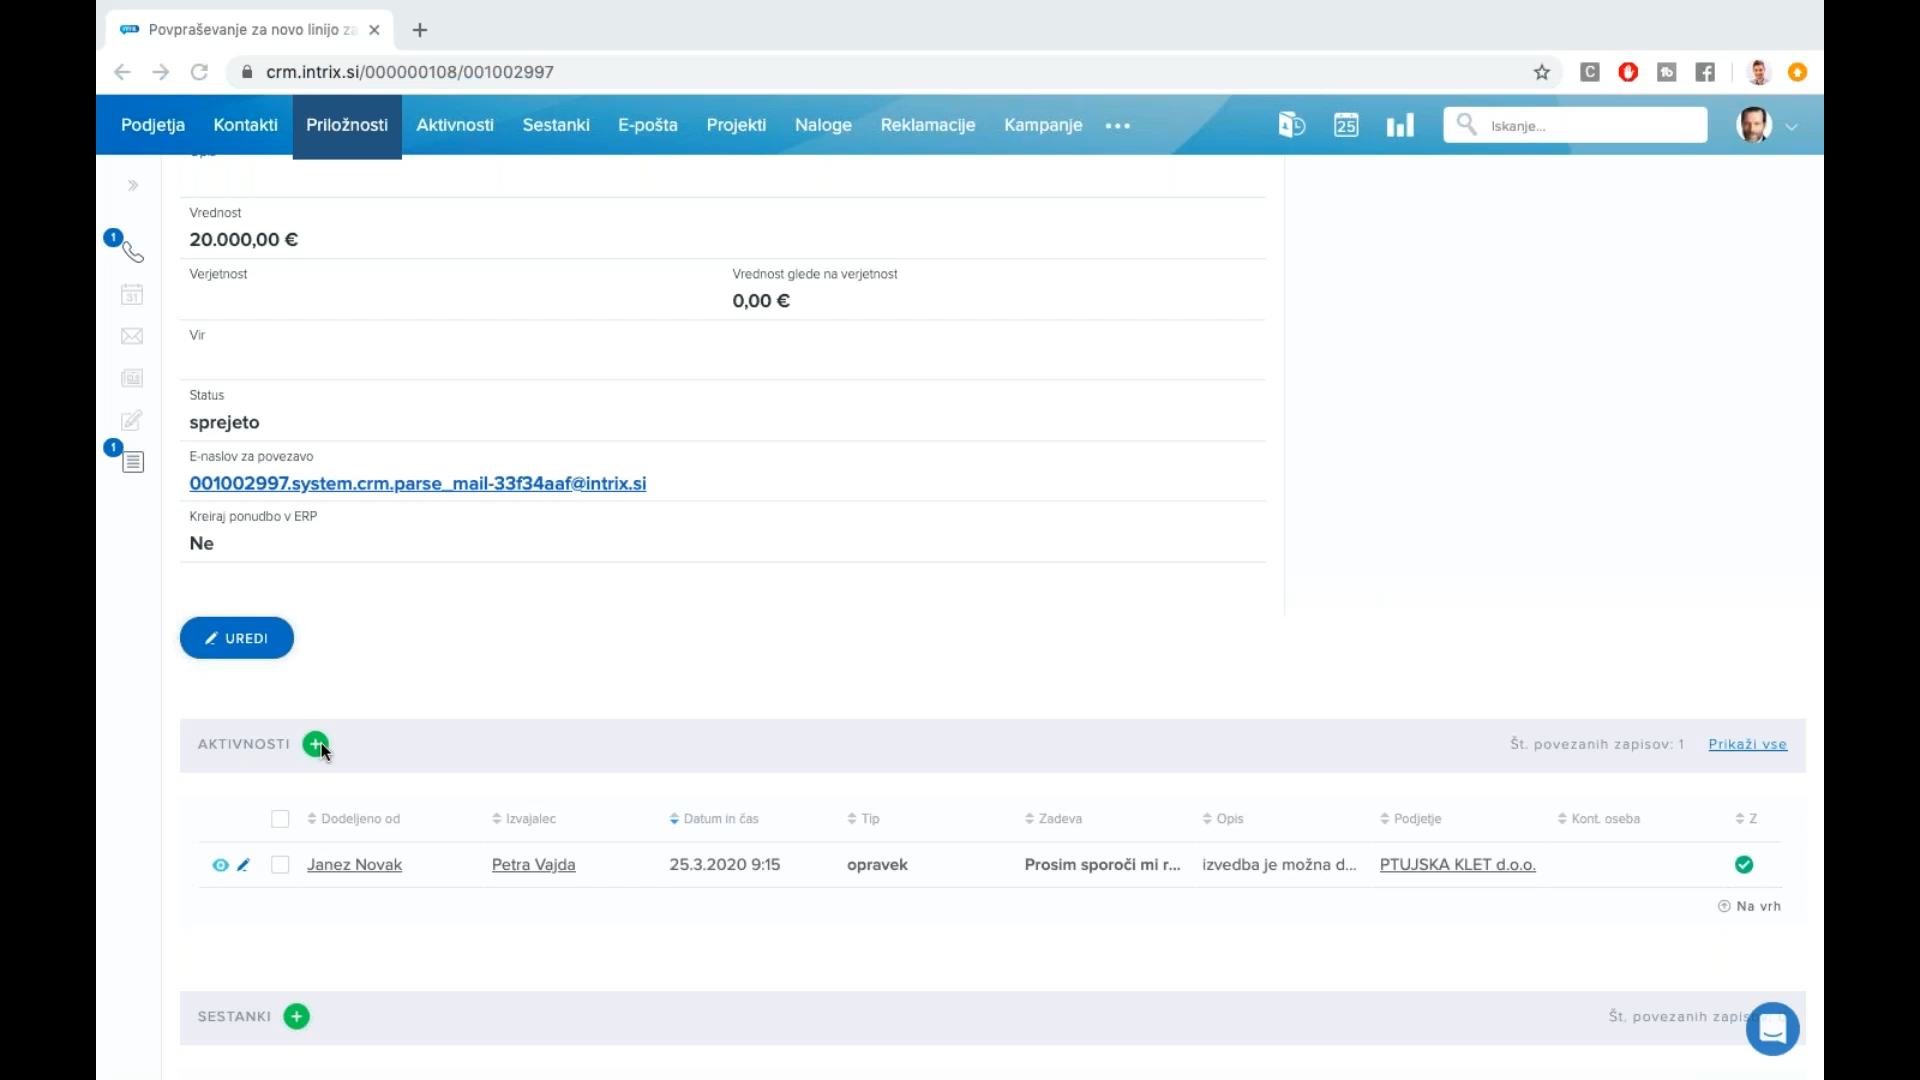 Povpraševanje za novo linijo za
crm.intrix.si/000000108/001002997
Podjetja Kontakti Priložnosti Aktivnosti Sestanki E-pošta Projekti Naloge Reklamacije Kampanje 25 Iskanje...
Vrednost
1
20.000,00 €
Verjetnost Vrednost glede na verjetnost
31
0,00 €
Vir
Status
sprejeto
1
E-naslov za povezavo
001002997.system.crm.parse_mail-33f34aaf@intrix.si
Kreiraj ponudbo v ERP
Ne
UREDI
AKTIVNOSTI Št. povezanih zapisov: 1 Prikaži vse
Dodeljeno od Izvajalec Datum in čas Tip Zadeva Opis Podjetje Kont. oseba Z
Janez Novak Petra Vajda 25.3.2020 9:15 opravek Prosim sporoči mi r... izvedba je možna d... PTUJSKA KLET d.o.o.
Na vrh
SESTANKI Št. povezanih zapis